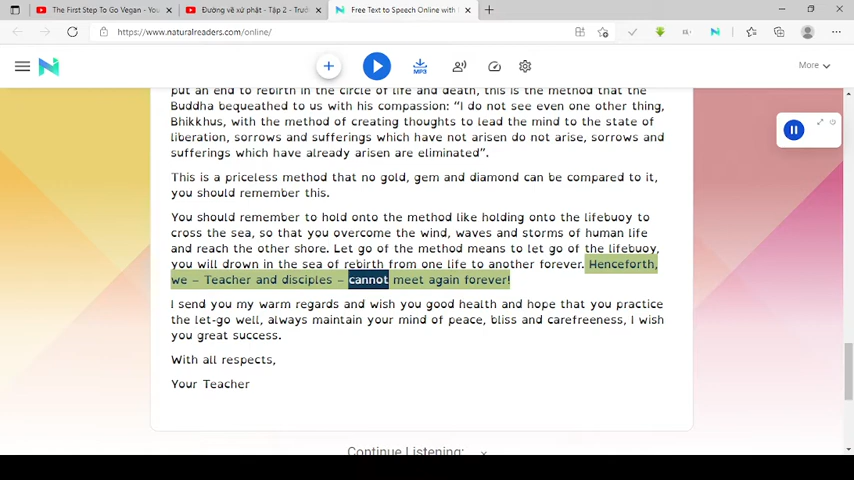 The First Step To Go Vegan - You
Đường về xứ phật - Tập 2 - Trướ
Free Text to Speech Online with
https://www.naturalreaders.com/online/
MP3
More
put an end to rebirth in the circle of life and death, this is the method that the
Buddha bequeathed to us with his compassion: “I do not see even one other thing,
Bhikkhus, with the method of creating thoughts to lead the mind to the state of
liberation, sorrows and sufferings which have not arisen do not arise, sorrows and
sufferings which have already arisen are eliminated”.
This is a priceless method that no gold, gem and diamond can be compared to it,
you should remember this.
You should remember to hold onto the method like holding onto the lifebuoy to
cross the sea, so that you overcome the wind, waves and storms of human life
and reach the other shore. Let go of the method means to let go of the lifebuoy,
you will drown in the sea of rebirth from one life to another forever. Henceforth,
we – Teacher and disciples – cannot meet again forever!
I send you my warm regards and wish you good health and hope that you practice
the let-go well, always maintain your mind of peace, bliss and carefreeness, I wish
you great success.
With all respects,
Your Teacher
Continue Listening: